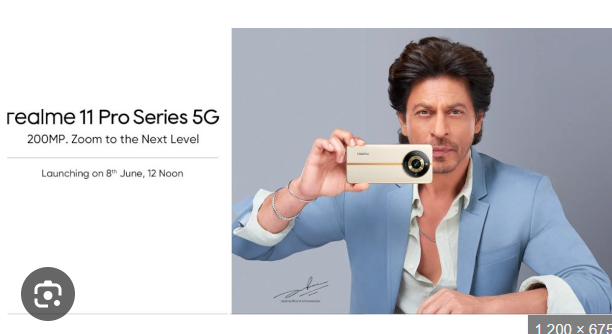 realme 11 Pro Series 5G
200MP. Zoom to the Next Level
Launching on 8th June, 12 Noon
realme
1,200 × 675